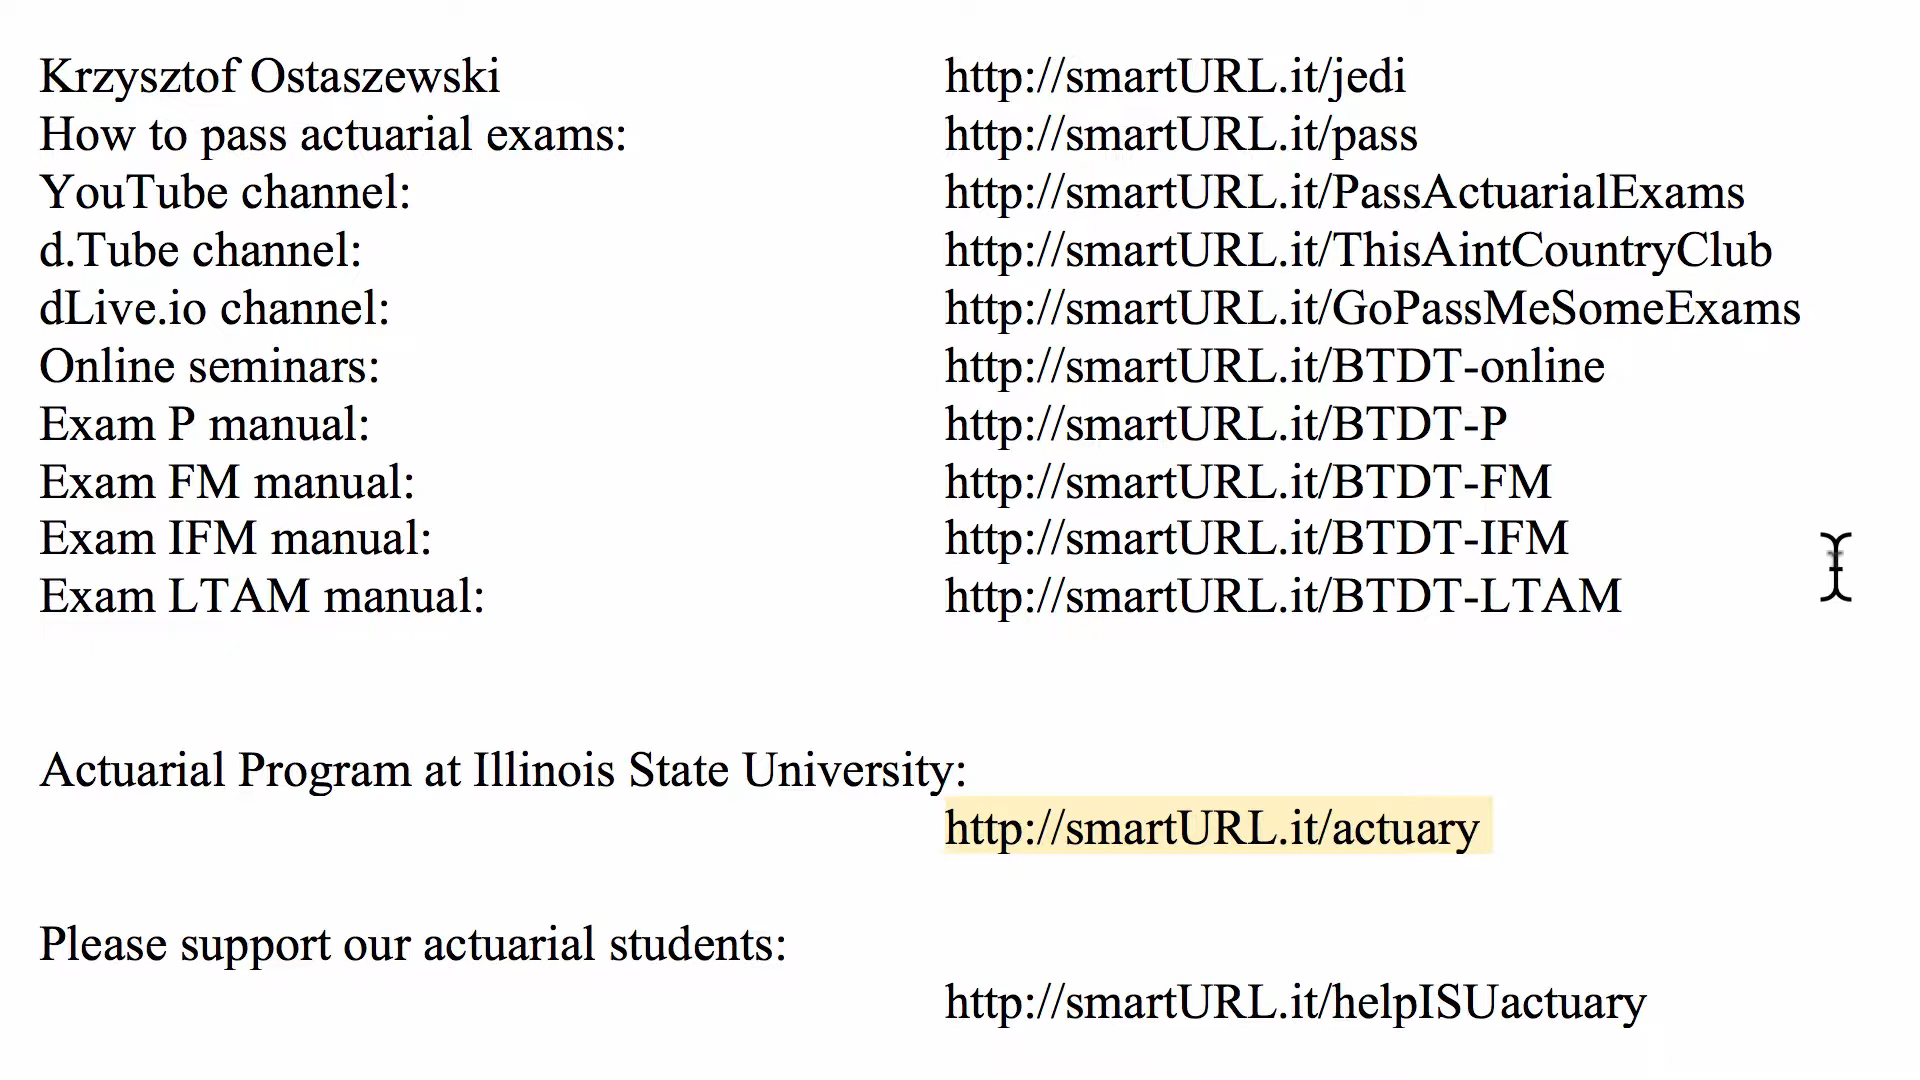 Krzysztof Ostaszewski http://smartURL.it/jedi
How to pass actuarial exams: http://smartURL.it/pass
YouTube channel: http://smartURL.it/PassActuarialExams
d.Tube channel: http://smartURL.it/ThisAintCountryClub
dLive.io channel: http://smartURL.it/GoPassMeSomeExams
Online seminars: http://smartURL.it/BTDT-online
Exam P manual: http://smartURL.it/BTDT-P
Exam FM manual: http://smartURL.it/BTDT-FM
Exam IFM manual: http://smartURL.it/BTDT-IFM
Exam LTAM manual: http://smartURL.it/BTDT-LTAM
Actuarial Program at Illinois State University:
http://smartURL.it/actuary
Please support our actuarial students:
http://smartURL.it/helpISUactuary